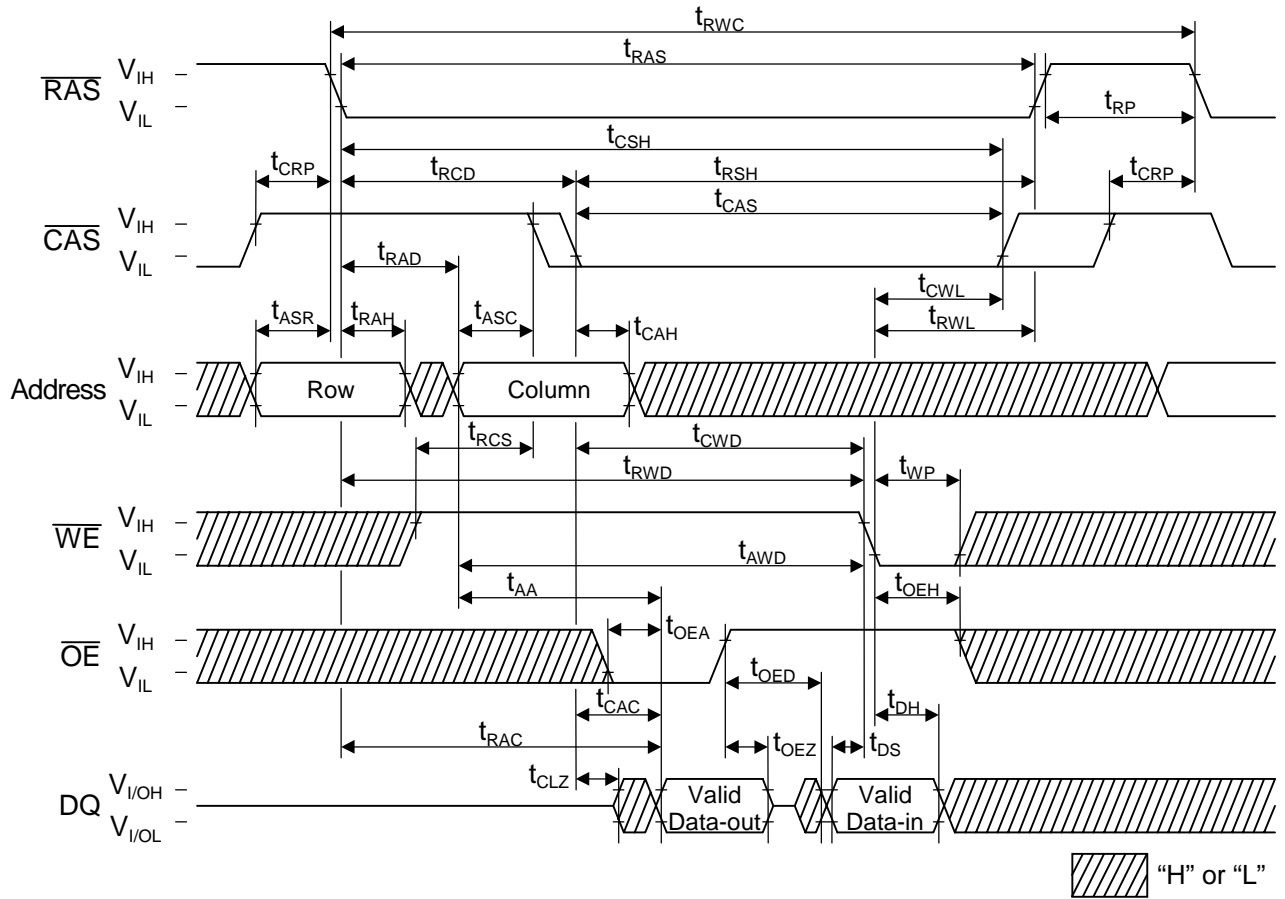 tRWC
tRAS
RAS
VIH
VIL
tRP
tCSH
tCRP
tRCD
tRSH
tCRP
tCAS
CAS
VIH
VIL
tRAD
tCWL
tASR
tRAH
tASC
tCAH
tRWL
Address
VIH
VIL
Row
Column
tRCS
tCWD
tRWD
tWP
WE
VIH
VIL
tAWD
tAA
tOEH
tOEA
OE
VIH
VIL
tOED
tCAC
tDH
tRAC
tOEZ
tDS
tCLZ
DQ
VI/OH
VI/OL
Valid
Data-out
Valid
Data-in
“H” or “L”